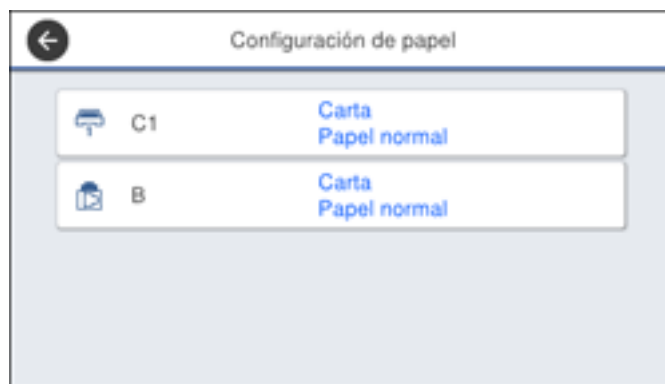 Configuración de papel
C1
Carta
Papel normal
B
Carta
Papel normal